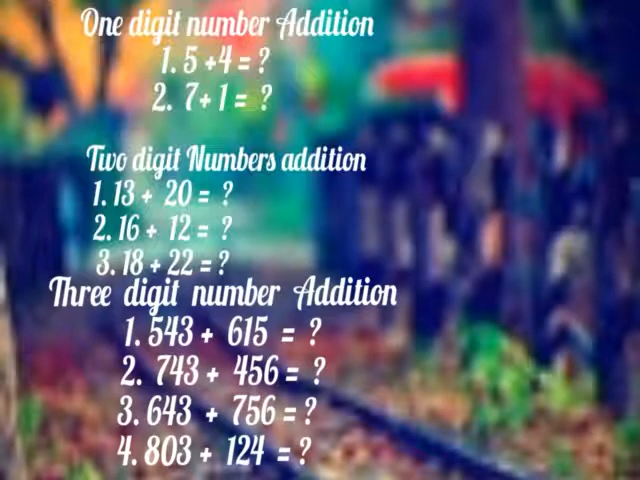 One digit number Addition
1. 5 + 4 = ?
2. 7 + 1 = ?
Two digit Numbers addition
1. 13 + 20 = ?
2. 16 + 12 = ?
3. 18 + 22 = ?
Three digit number Addition
1. 543 + 615 = ?
2. 743 + 456 = ?
3. 643 + 756 = ?
4. 803 + 124 = ?